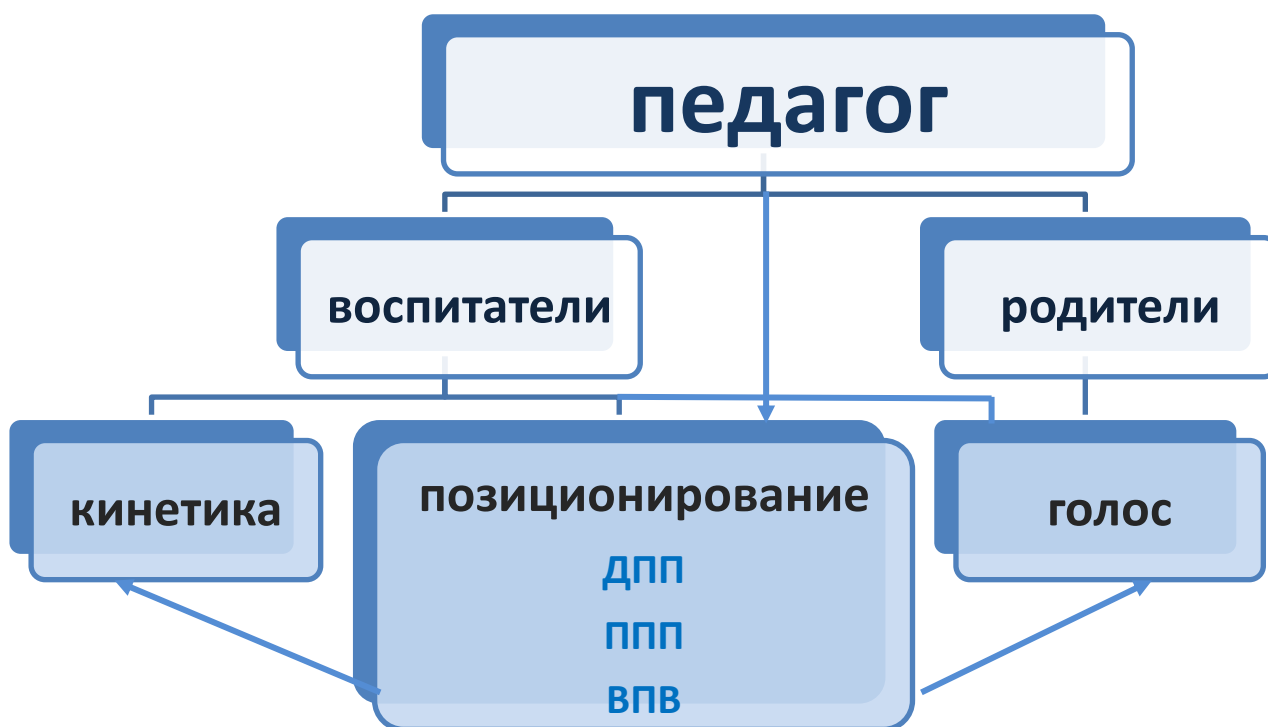 педагог
воспитатели
родители
кинетика
позиционирование
ДПП
ППП
ВПВ
голос